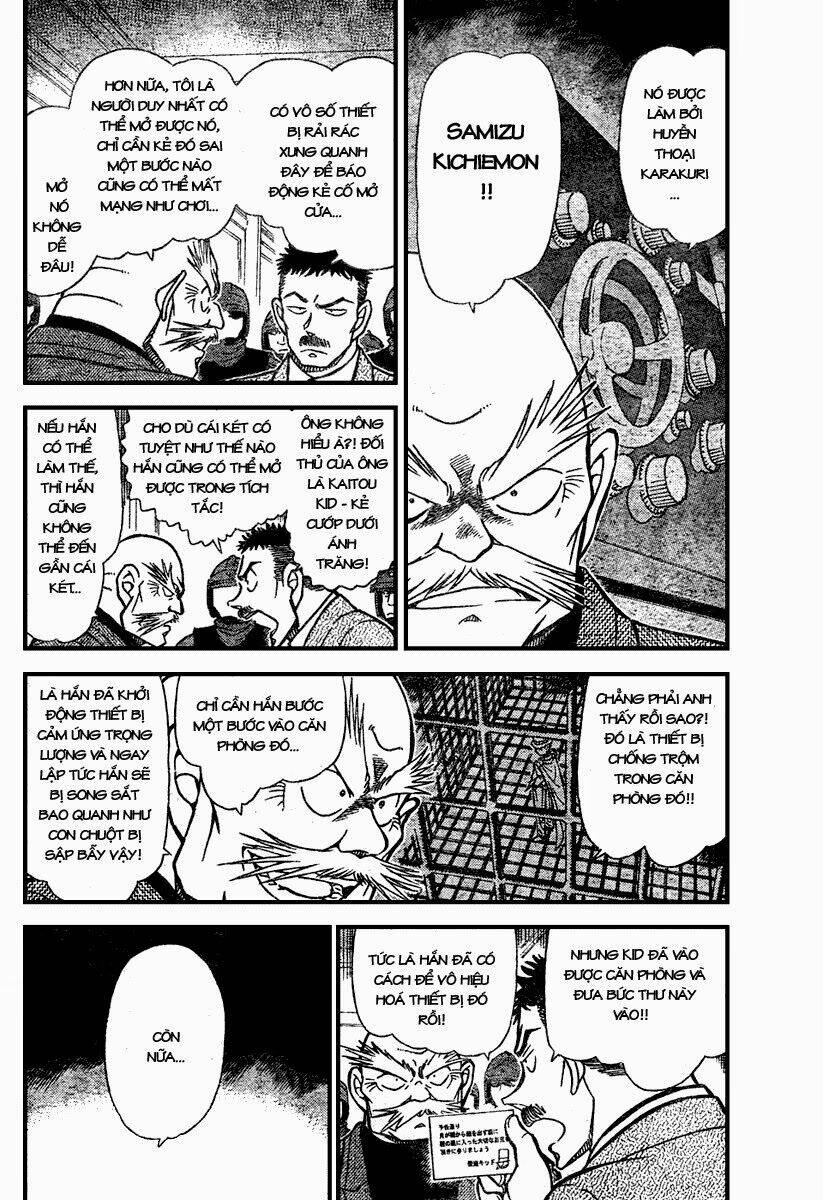 NÓ ĐƯỢC
LÀM BỞI
HUYỀN
THOẠI
KARAKURI
...
SAMIZU
KICHIEMON
!!
CÓ VÔ SỐ THIẾT
BỊ RẢI RÁC
XUNG QUANH
ĐÂY ĐỂ BÁO
ĐỘNG KẺ CỐ MỞ
CỬA...
HƠN NỮA, TÔI LÀ
NGƯỜI DUY NHẤT CÓ
THỂ MỞ ĐƯỢC NÓ,
CHỈ CẦN KẺ ĐÓ SAI
MỘT BƯỚC NÀO
CŨNG CÓ THỂ MẤT
MẠNG NHƯ CHƠI...
MỞ
NÓ
KHÔNG
DỄ
ĐÂU!
ÔNG KHÔNG
HIỂU À?! ĐỐI
THỦ CỦA ÔNG
LÀ KAITOU
KID - KẺ
CƯỚP DƯỚI
ÁNH
TRĂNG!
CHO DÙ CÁI KÉT CÓ
TUYỆT NHƯ THẾ NÀO
HẮN CŨNG CÓ THỂ MỞ
ĐƯỢC TRONG TÍCH
TẮC!
NẾU HẮN
CÓ THỂ
LÀM THẾ,
THÌ HẮN
CŨNG
KHÔNG
THỂ ĐẾN
GẦN CÁI
KÉT...
CHẲNG PHẢI ANH
THẤY RỒI SAO?!
ĐÓ LÀ THIẾT BỊ
CHỐNG TRỘM
TRONG CĂN
PHÒNG ĐÓ!!
CHỈ CẦN HẮN BƯỚC
MỘT BƯỚC VÀO CĂN
PHÒNG ĐÓ...
LÀ HẮN ĐÃ KHỞI
ĐỘNG THIẾT BỊ
CẢM ỨNG TRỌNG
LƯỢNG VÀ NGAY
LẬP TỨC HẮN SẼ
BỊ SONG SẮT
BAO QUANH NHƯ
CON CHUỘT BỊ
SẬP BẪY VẬY!
NHƯNG KID ĐÃ VÀO
ĐƯỢC CĂN PHÒNG VÀ
ĐƯA BỨC THƯ NÀY
VÀO!!
TỨC LÀ HẮN ĐÃ CÓ
CÁCH ĐỂ VÔ HIỆU
HOÁ THIẾT BỊ ĐÓ
RỒI!
CÒN
NỮA...